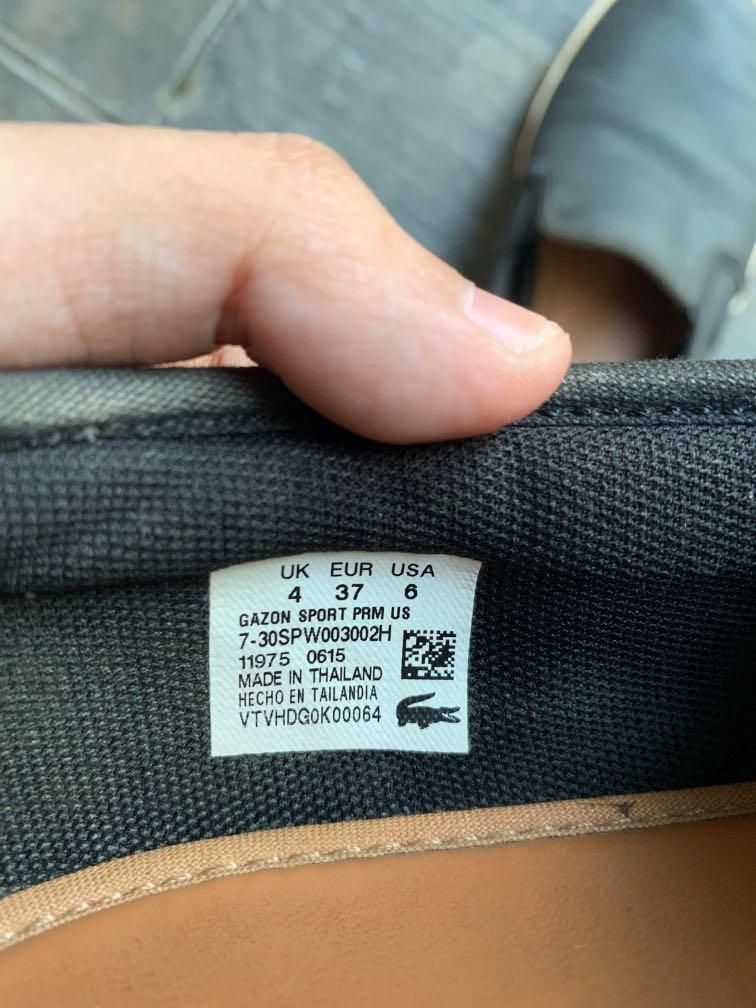 UK EUR USA
4 37 6
GAZON SPORT PRM US
7-30SPW003002H
11975 0615
MADE IN THAILAND
HECHO EN TAILANDIA
VTVHDG0K00064